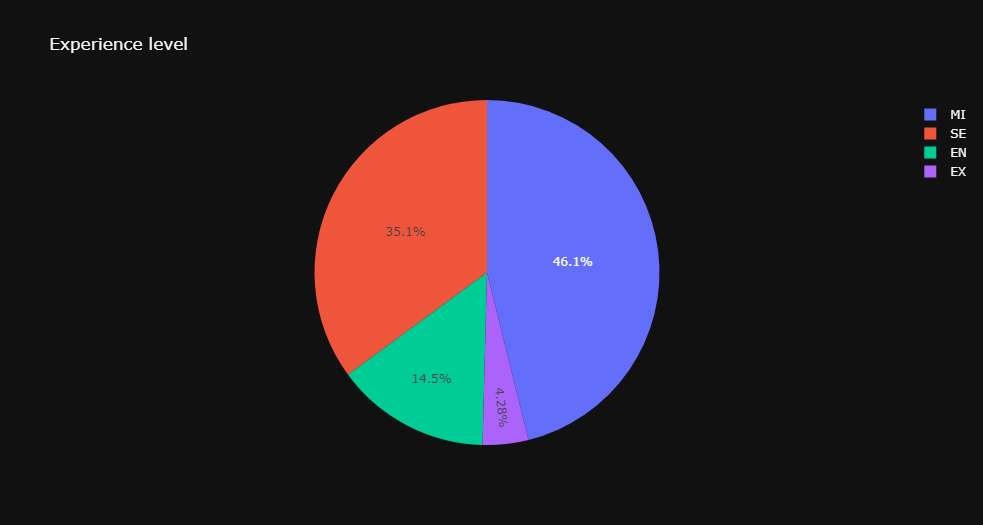 Experience level
MI
SE
EN
EX
35.1%
46.1%
14.5%
4.28%